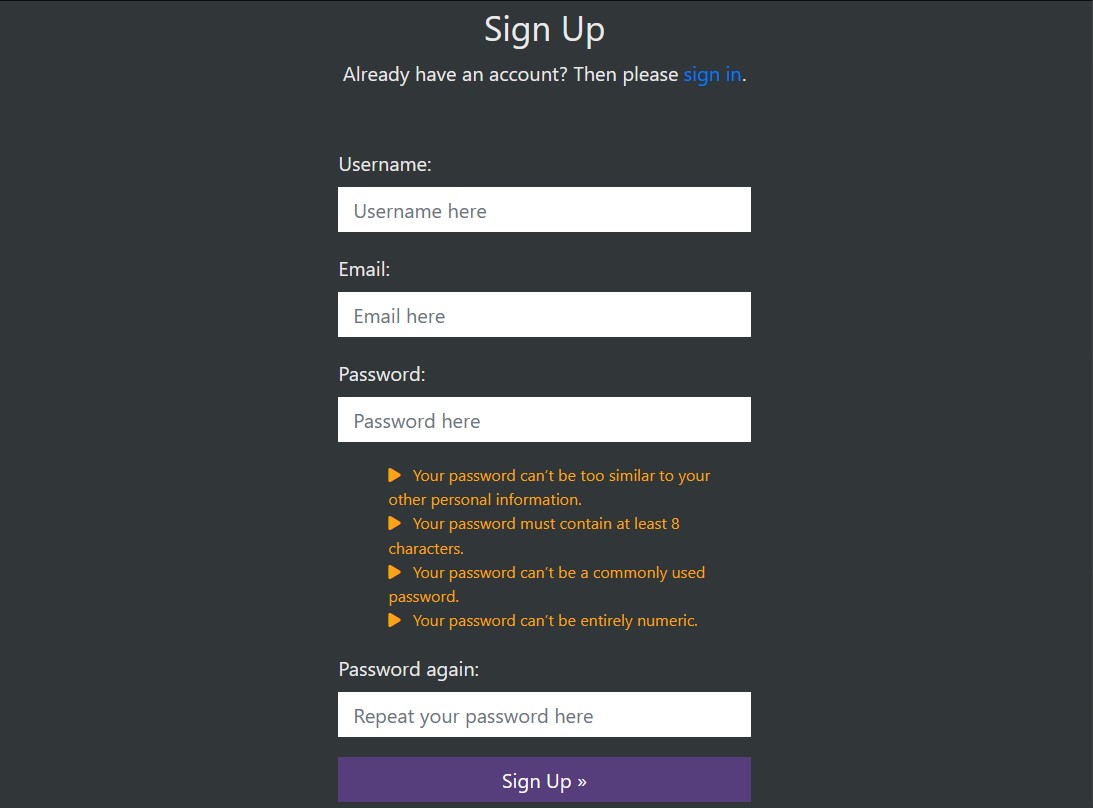 Sign Up
Already have an account? Then please sign in.
Username:
Username here
Email:
Email here
Password:
Password here
Your password can't be too similar to your
other personal information.
Your password must contain at least 8
characters.
Your password can't be a commonly used
password.
Your password can't be entirely numeric.
Password again:
Repeat your password here
Sign Up »